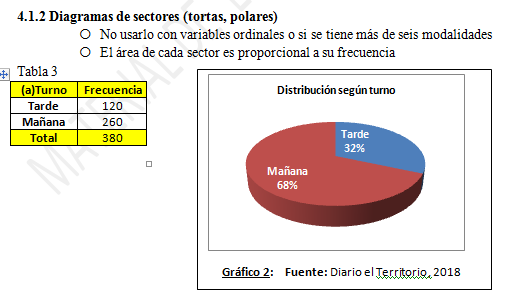 4.1.2 Diagramas de sectores (tortas, polares)
No usarlo con variables ordinales o si se tiene más de seis modalidades
El área de cada sector es proporcional a su frecuencia
Tabla 3
(a)Turno Frecuencia
Tarde 120
Mañana 260
Total 380
Distribución según turno
Tarde
32%
Mañana
68%
Gráfico 2: Fuente: Diario el Territorio, 2018